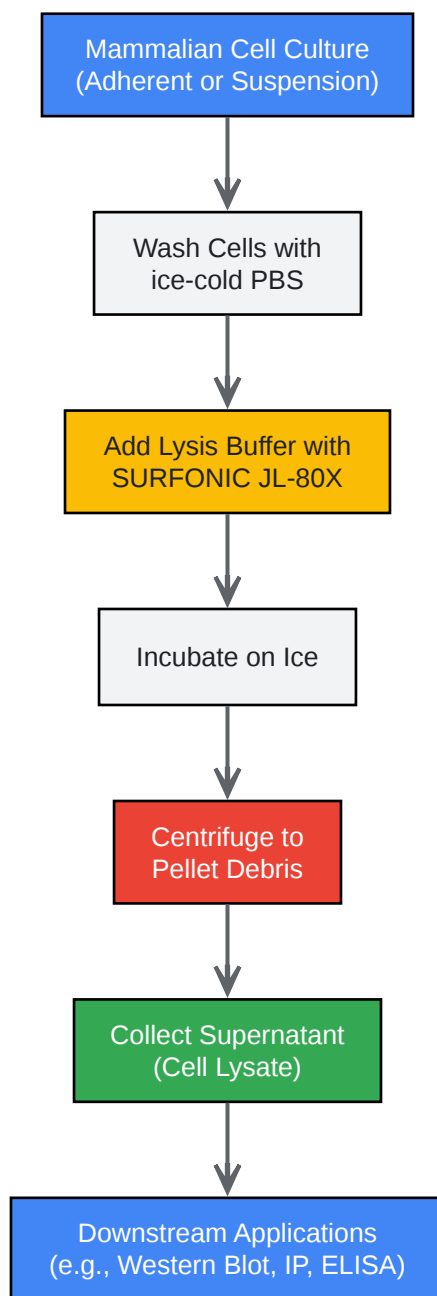 Mammalian Cell Culture
(Adherent or Suspension)
Wash Cells with
ice-cold PBS
Add Lysis Buffer with
SURFONIC JL-80X
Incubate on Ice
Centrifuge to
Pellet Debris
Collect Supernatant
(Cell Lysate)
Downstream Applications
(e.g., Western Blot, IP, ELISA)